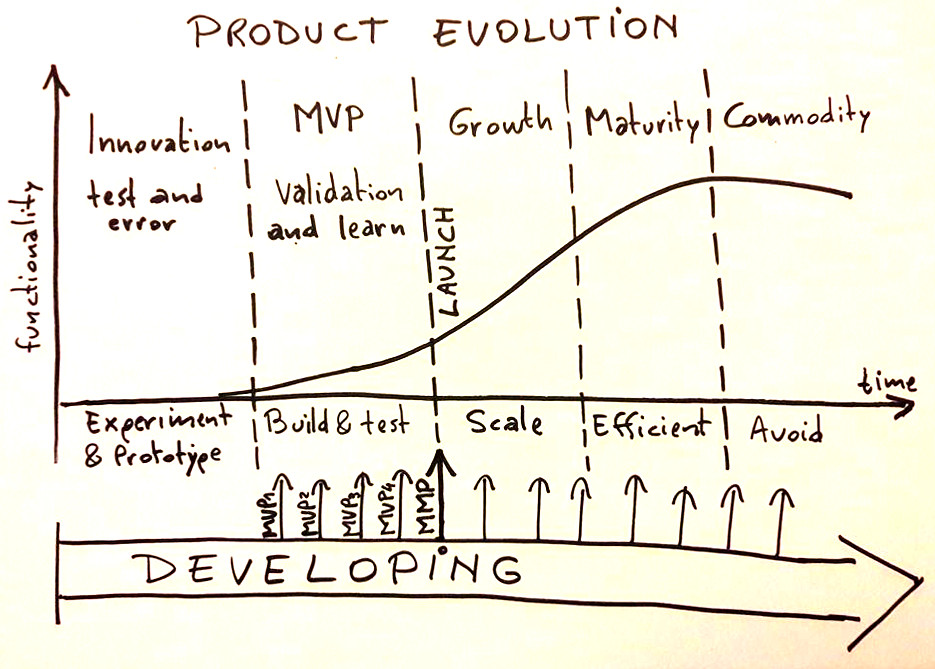 PRODUCT EVOLUTION
functionality
Innovation
test and
error
MVP
Validation
and learn
LAUNCH
Growth
Maturity
Commodity
time
Experiment
& Prototype
Build & test
Scale
Efficient
Avoid
MVP1
MVP2
MVP3
MVP4
MMP
DEVELOPING